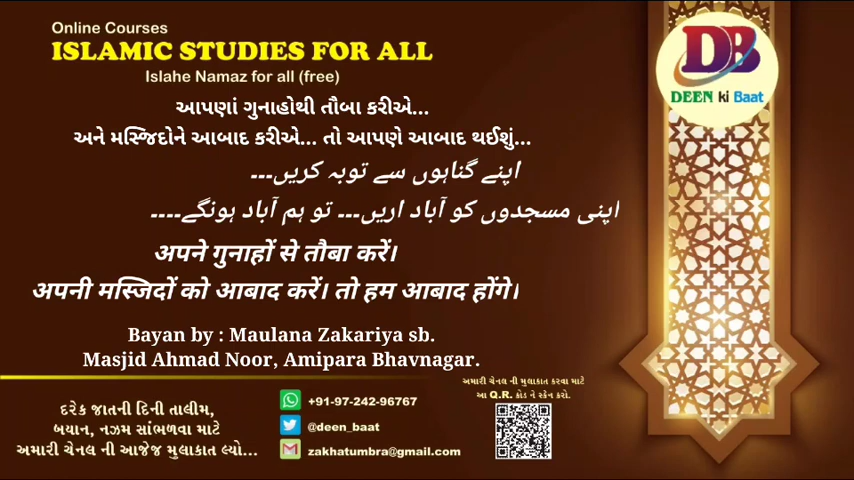 Online Courses
ISLAMIC STUDIES FOR ALL
Islahe Namaz for all (free)
આપણાં ગુનાહોથી તૌબા કરીએ...
અને મસ્જિદોને આબાદ કરીએ... તો આપણે આબાદ થઈશું...
اپنے گناہوں سے توبہ کریں۔۔۔
اپنی مسجدوں کو آباد اریں۔۔۔ تو ہم آباد ہونگے۔۔۔۔
अपने गुनाहों से तौबा करें।
अपनी मस्जिदों को आबाद करें। तो हम आबाद होंगे।
Bayan by : Maulana Zakariya sb.
Masjid Ahmad Noor, Amipara Bhavnagar.
દરેક જાતની દિની તાલીમ,
બયાન, નઝમ સાંભળવા માટે
અમારી ચેનલ ની આજેજ મુલાકાત લ્યો...
+91-97-242-96767
@deen_baat
zakhatumbra@gmail.com
અમારી ચેનલ ની મુલાકાત કરવા માટે
આ Q.R. કોડ ને સ્કેન કરો.
DB
DEEN ki Baat